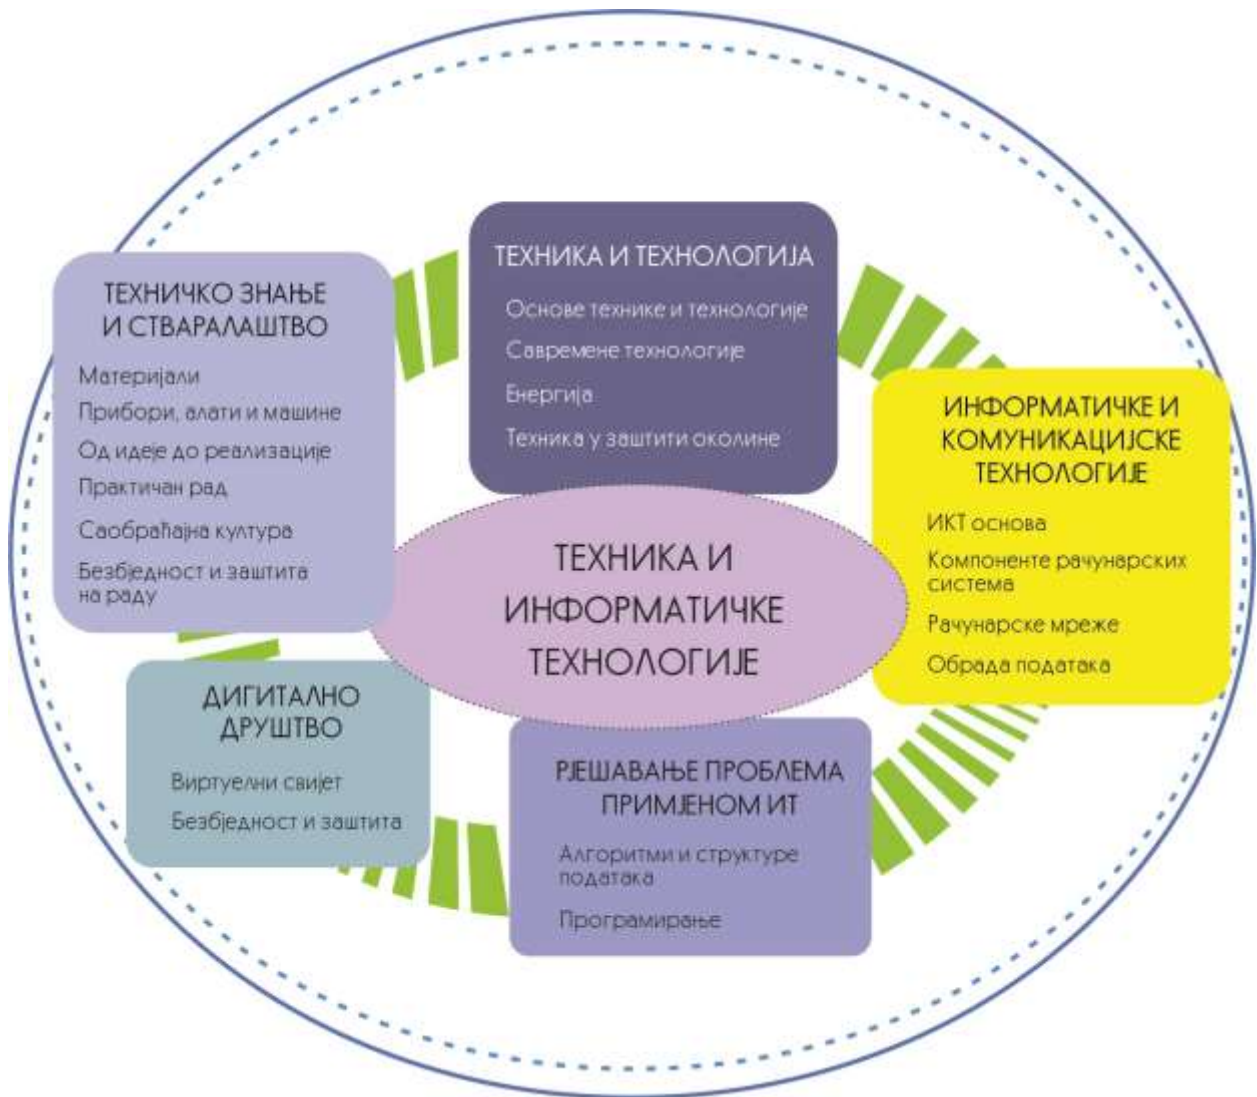 ТЕХНИКА И ТЕХНОЛОГИЈА
Основе технике и технологије
Савремене технологије
Енергија
Техника у заштити околине
ТЕХНИЧКО ЗНАЊЕ
И СТВАРАЛАШТВО
Материјали
Прибори, алати и машине
Од идеје до реализације
Практичан рад
Саобраћајна култура
Безбједност и заштита
на раду
ИНФОРМАТИЧКЕ И
КОМУНИКАЦИЈСКЕ
ТЕХНОЛОГИЈЕ
ИКТ основа
Компоненте рачунарских
система
Рачунарске мреже
Обрада података
ТЕХНИКА И
ИНФОРМАТИЧКЕ
ТЕХНОЛОГИЈЕ
ДИГИТАЛНО
ДРУШТВО
Виртуелни свијет
Безбједност и заштита
РЈЕШАВАЊЕ ПРОБЛЕМА
ПРИМЈЕНОМ ИТ
Алгоритми и структуре
података
Програмирање